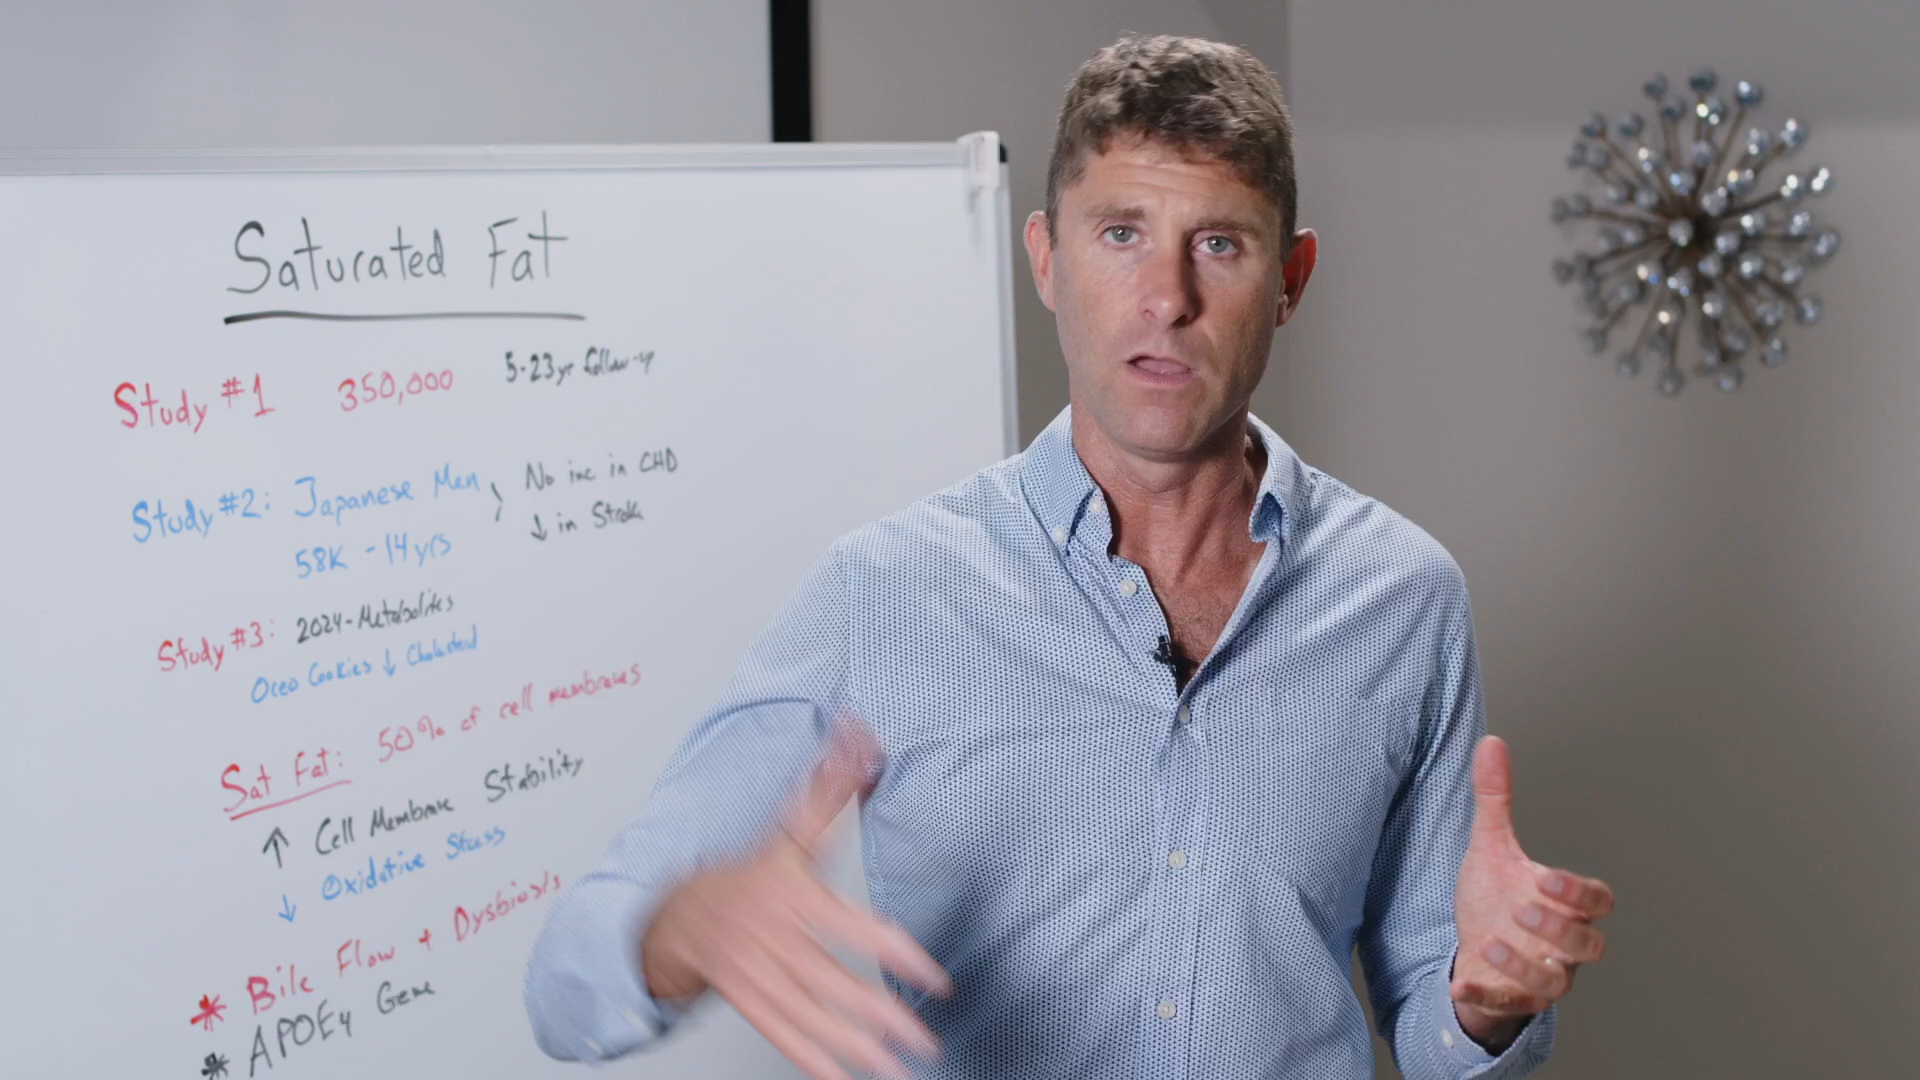 Saturated Fat
Study #1 350,000 5-23yr follow-up
Study #2: Japanese Men
58K - 14 yrs
No inc in CHD
↓ in Stroke
Study #3: 2024-Metabolites
Oreo Cookies ↓ Cholesterol
Sat Fat: 50% of cell membranes
↑ Cell Membrane Stability
↓ Oxidative Stress
* Bile Flow + Dysbiosis
* APOE4 Gene